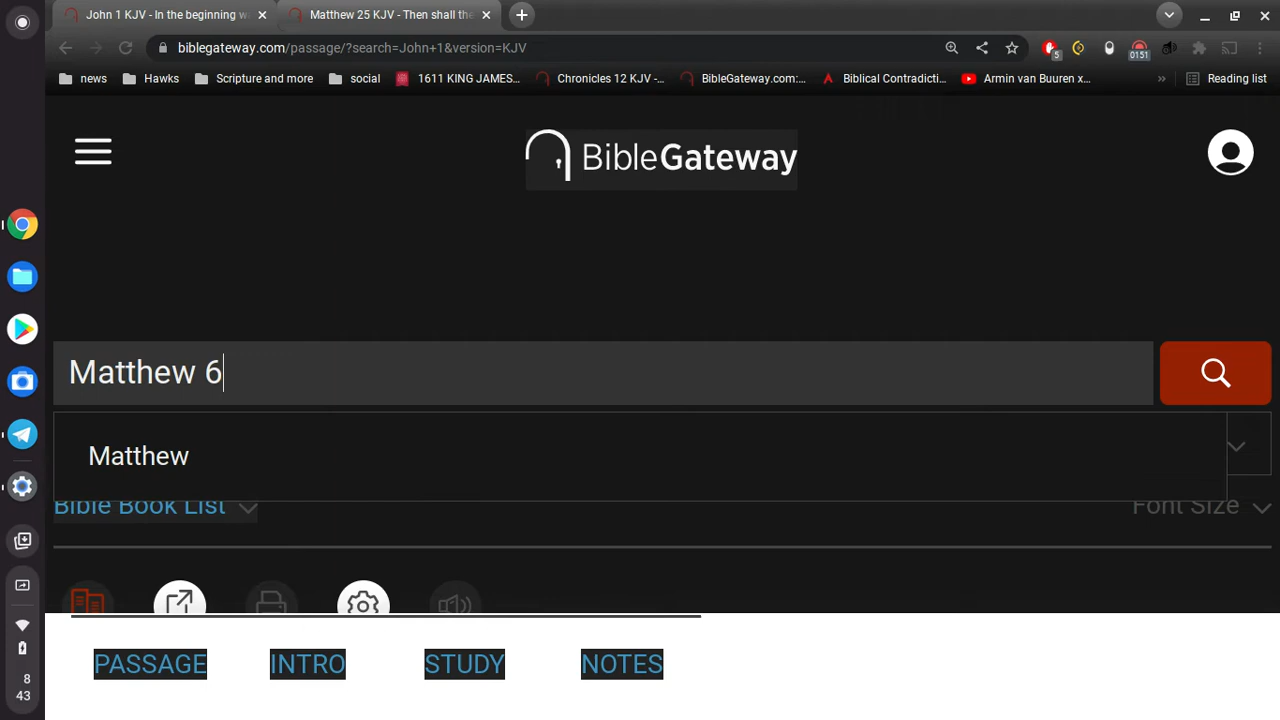 John 1 KJV - In the beginning w
Matthew 25 KJV - Then shall the
biblegateway.com/passage/?search=John+1&version=KJV
5
0151
news
Hawks
Scripture and more
social
1611 KING JAMES...
Chronicles 12 KJV -...
BibleGateway.com:...
Biblical Contradicti...
Armin van Buuren x...
»
Reading list
BibleGateway
Matthew 6
Matthew
Bible Book List
Font Size
PASSAGE
INTRO
STUDY
NOTES
8
43